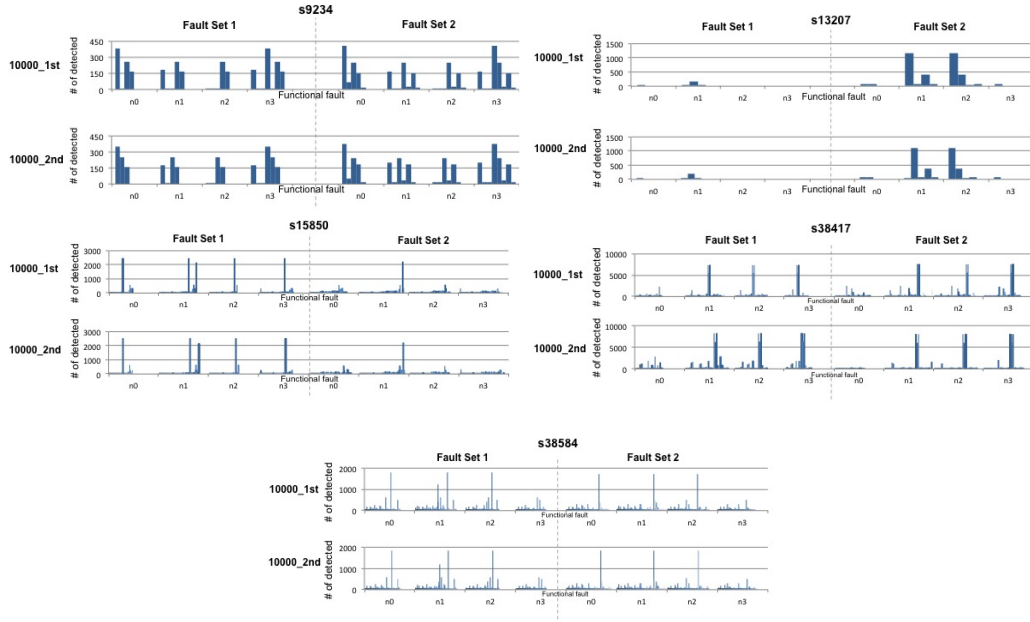 s9234
Fault Set 1
Fault Set 2
10000_1st
# of detected
450
300
150
0
n0
n1
n2
n3
n0
n1
n2
n3
Functional fault
10000_2nd
# of detected
450
300
150
0
n0
n1
n2
n3
n0
n1
n2
n3
Functional fault
s13207
Fault Set 1
Fault Set 2
10000_1st
# of detected
1500
1000
500
0
n0
n1
n2
n3
n0
n1
n2
n3
Functional fault
10000_2nd
# of detected
1500
1000
500
0
n0
n1
n2
n3
n0
n1
n2
n3
Functional fault
s15850
Fault Set 1
Fault Set 2
10000_1st
# of detected
3000
2000
1000
0
n0
n1
n2
n3
n0
n1
n2
n3
Functional fault
10000_2nd
# of detected
3000
2000
1000
0
n0
n1
n2
n3
n0
n1
n2
n3
Functional fault
s38417
Fault Set 1
Fault Set 2
10000_1st
# of detected
10000
5000
0
n0
n1
n2
n3
n0
n1
n2
n3
Functional fault
10000_2nd
# of detected
10000
5000
0
n0
n1
n2
n3
n0
n1
n2
n3
Functional fault
s38584
Fault Set 1
Fault Set 2
10000_1st
# of detected
2000
1000
0
n0
n1
n2
n3
n0
n1
n2
n3
Functional fault
10000_2nd
# of detected
2000
1000
0
n0
n1
n2
n3
n0
n1
n2
n3
Functional fault